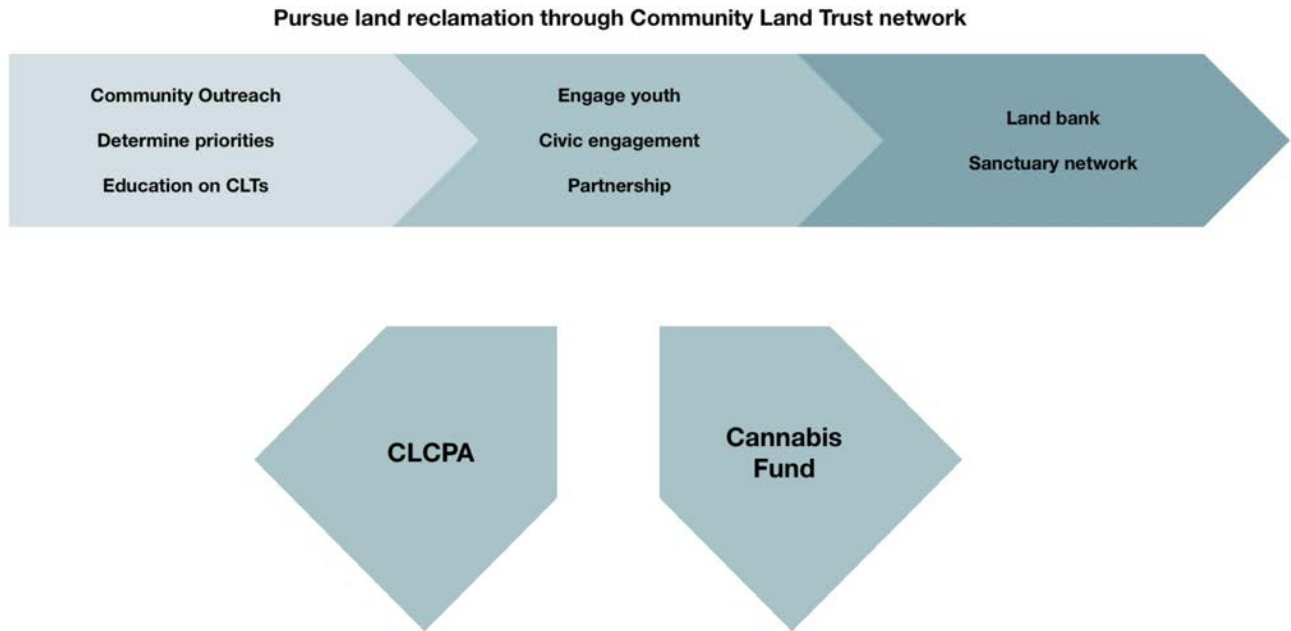 Pursue land reclamation through Community Land Trust network
Community Outreach
Determine priorities
Education on CLTs
Engage youth
Civic engagement
Partnership
Land bank
Sanctuary network
CLCPA
Cannabis
Fund